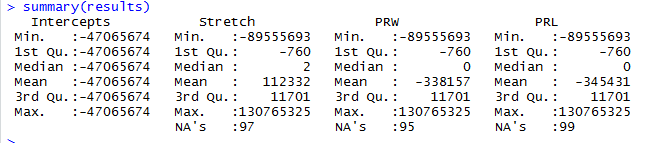 > summary(results)
   Intercepts           Stretch               PRW                 PRL
 Min.   :-47065674   Min.   :-89555693   Min.   :-89555693   Min.   :-89555693
 1st Qu.:-47065674   1st Qu.:     -760   1st Qu.:     -760   1st Qu.:     -760
 Median :-47065674   Median :        2   Median :        0   Median :        0
 Mean   :-47065674   Mean   :   112332   Mean   :  -338157   Mean   :  -345431
 3rd Qu.:-47065674   3rd Qu.:    11701   3rd Qu.:    11701   3rd Qu.:    11701
 Max.   :-47065674   Max.   :130765325   Max.   :130765325   Max.   :130765325
                     NA's   :97          NA's   :95          NA's   :99
>